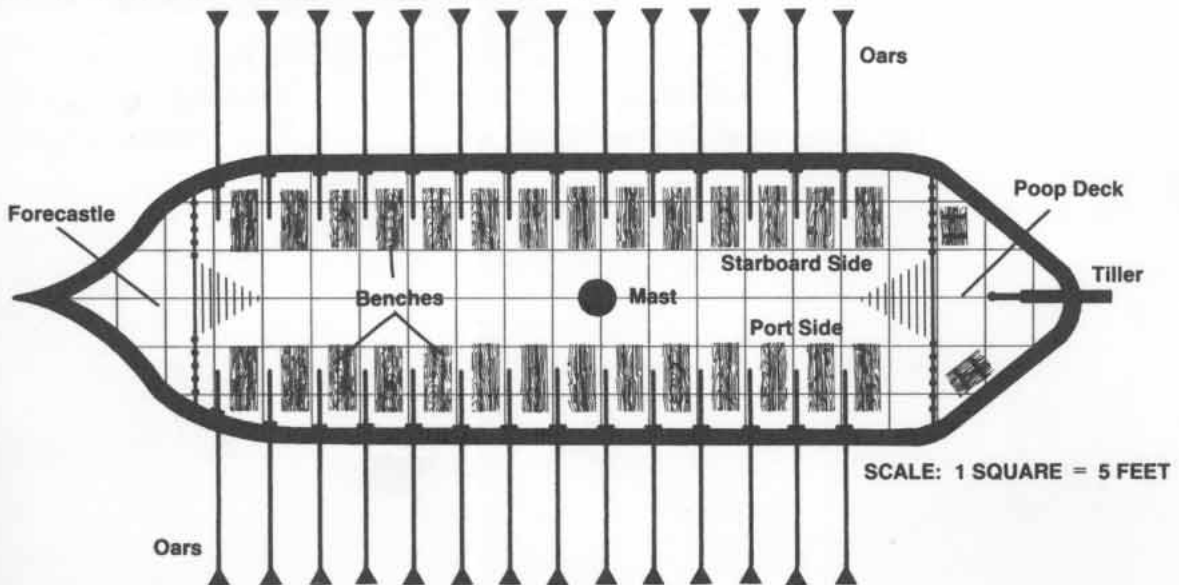 Oars
Forecastle
Poop Deck
Starboard Side
Tiller
Benches
Mast
Port Side
SCALE: 1 SQUARE = 5 FEET
Oars